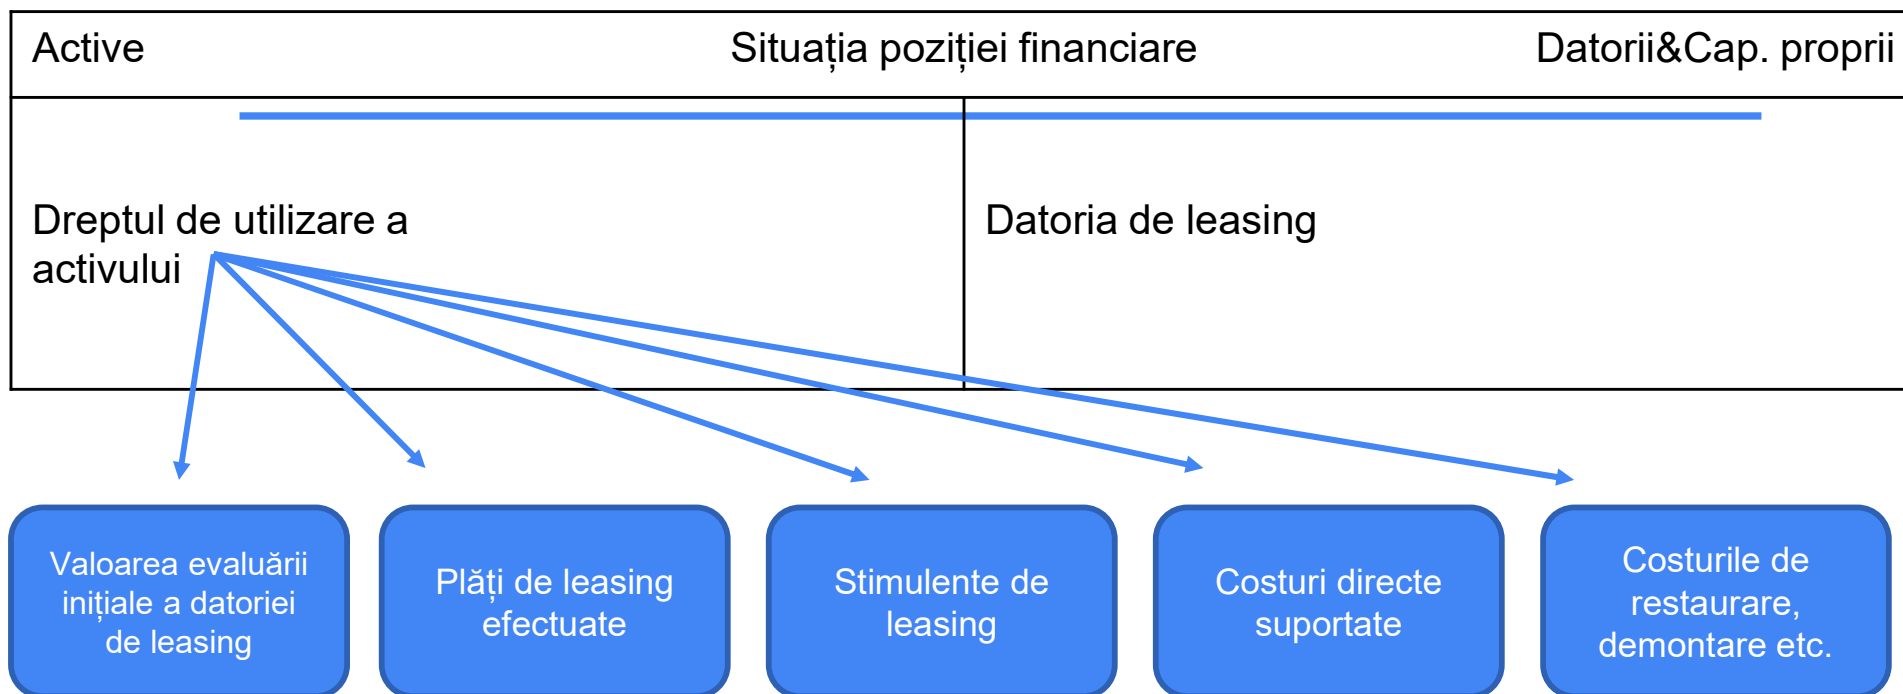 Active
Situația poziției financiare
Datorii&Cap. proprii
Dreptul de utilizare a
activului
Datoria de leasing
Valoarea evaluării
inițiale a datoriei
de leasing
Plăți de leasing
efectuate
Stimulente de
leasing
Costuri directe
suportate
Costurile de
restaurare,
demontare etc.